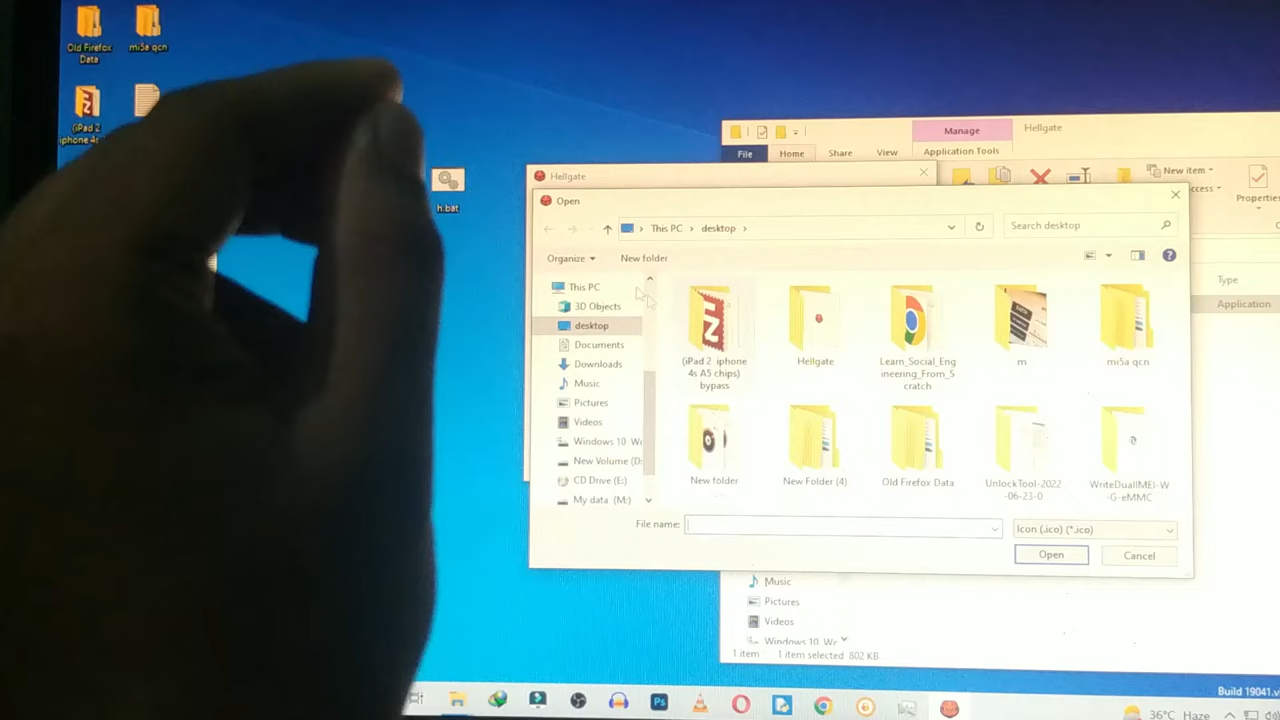 Old Firefox
Data
mi5a qcn
(iPad 2
iphone 4s
h.bat
Manage
Hellgate
File
Home
Share
View
Application Tools
New item
Properties
Hellgate
Open
This PC
desktop
Search desktop
Organize
New folder
This PC
3D Objects
desktop
Documents
Downloads
Music
Pictures
Videos
Windows 10 We
New Volume (D:
CD Drive (E:)
My data (M:)
(iPad 2 iphone
4s A5 chips)
bypass
Hellgate
Learn_Social_Eng
ineering_From_S
cratch
m
mi5a qcn
New folder
New Folder (4)
Old Firefox Data
UnlockTool-2022
-06-23-0
WriteDualIMEI-W
-G-eMMC
File name:
Icon (.ico) (*.ico)
Open
Cancel
Type
Application
Music
Pictures
Videos
Windows 10 We
1 item
1 item selected 802 KB
Build 19041.v
Ps
36°C Haze